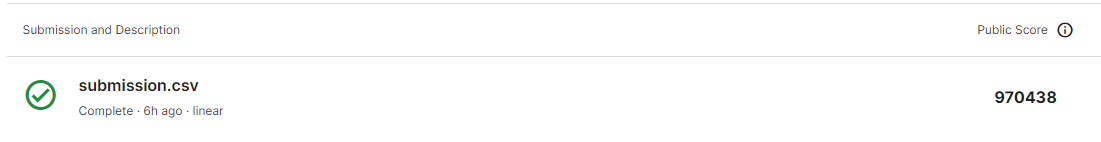 Submission and Description Public Score
submission.csv
Complete · 6h ago · linear
970438